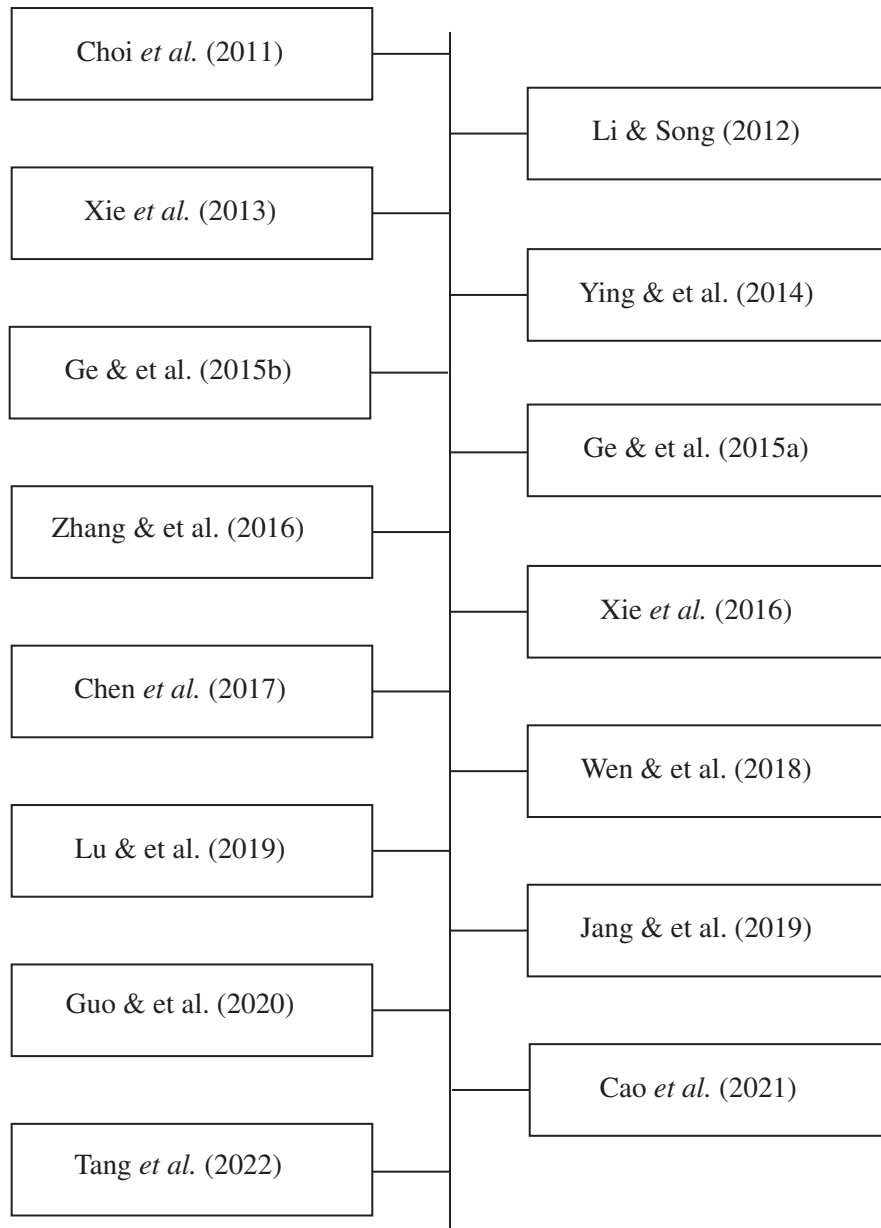 Choi et al. (2011)
Li & Song (2012)
Xie et al. (2013)
Ying & et al. (2014)
Ge & et al. (2015b)
Ge & et al. (2015a)
Zhang & et al. (2016)
Xie et al. (2016)
Chen et al. (2017)
Wen & et al. (2018)
Lu & et al. (2019)
Jang & et al. (2019)
Guo & et al. (2020)
Cao et al. (2021)
Tang et al. (2022)